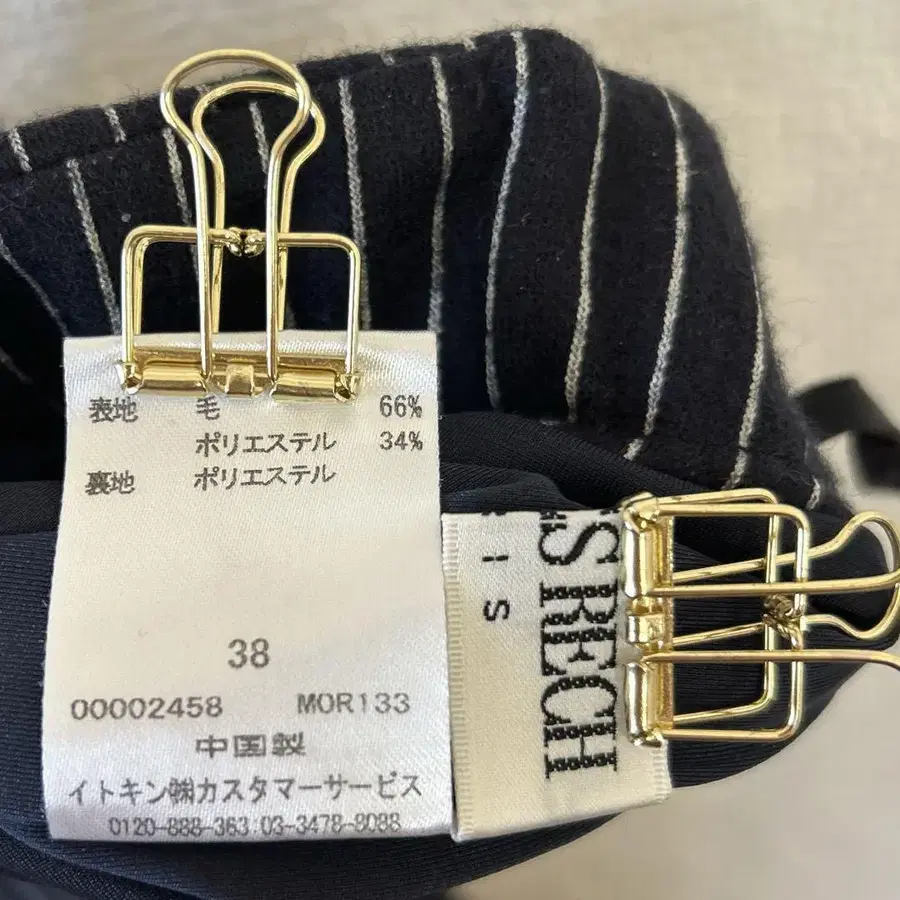 表地 毛 66%
ポリエステル 34%
裏地 ポリエステル
38
00002458 MOR133
中国製
イトキン㈱カスタマーサービス
0120-888-363:03-3478-8088
S RECH
I S